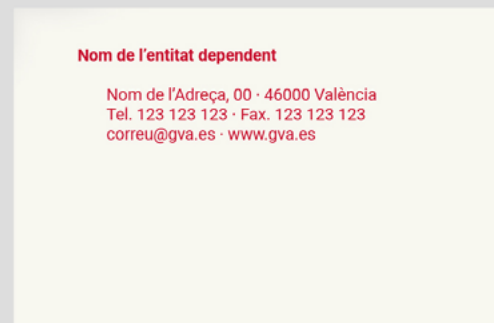 Nom de l’entitat dependent
Nom de l’Adreça, 00 · 46000 València
Tel. 123 123 123 · Fax. 123 123 123
correu@gva.es · www.gva.es